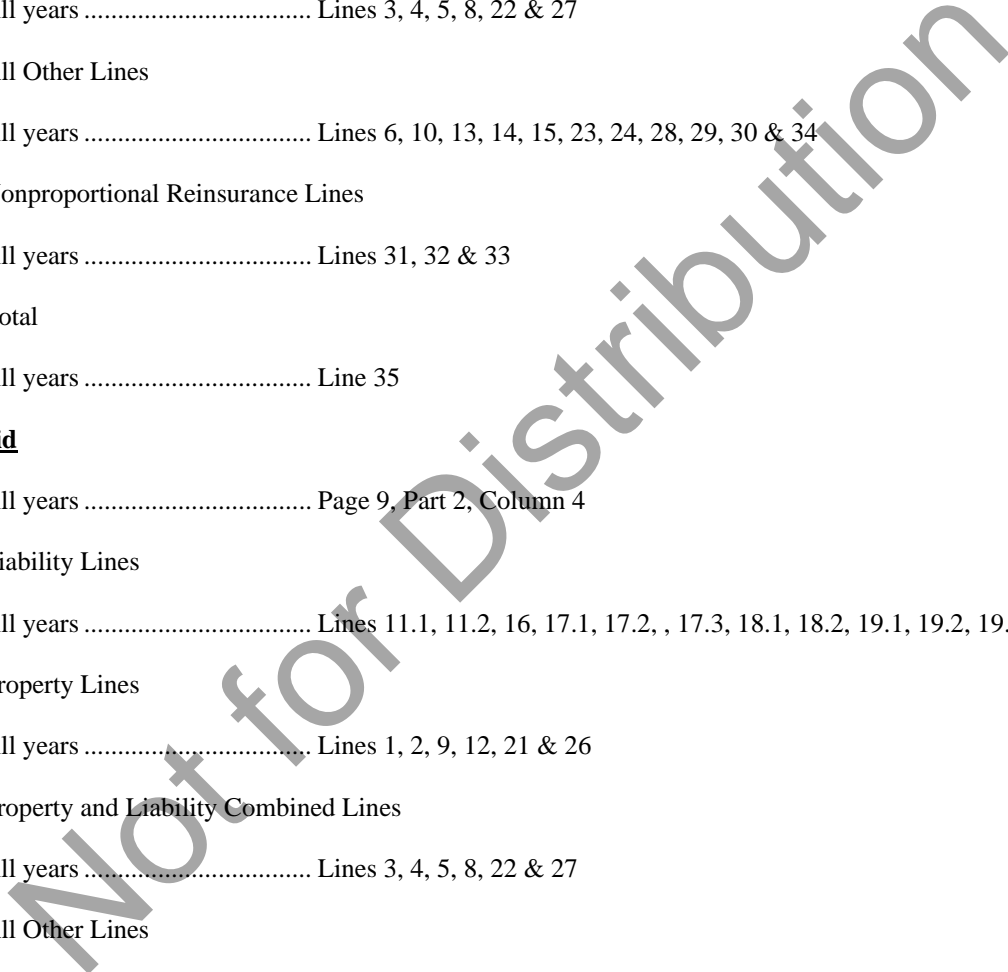 ll years .................................. Lines 3, 4, 5, 8, 22 & 27
ll Other Lines
ll years .................................. Lines 6, 10, 13, 14, 15, 23, 24, 28, 29, 30 & 34
onproportional Reinsurance Lines
ll years .................................. Lines 31, 32 & 33
otal
ll years .................................. Line 35
id
ll years .................................. Page 9, Part 2, Column 4
iability Lines
ll years .................................. Lines 11.1, 11.2, 16, 17.1, 17.2, , 17.3, 18.1, 18.2, 19.1, 19.2, 19.
roperty Lines
ll years .................................. Lines 1, 2, 9, 12, 21 & 26
roperty and Liability Combined Lines
ll years .................................. Lines 3, 4, 5, 8, 22 & 27
ll Other Lines
Not for Distribution